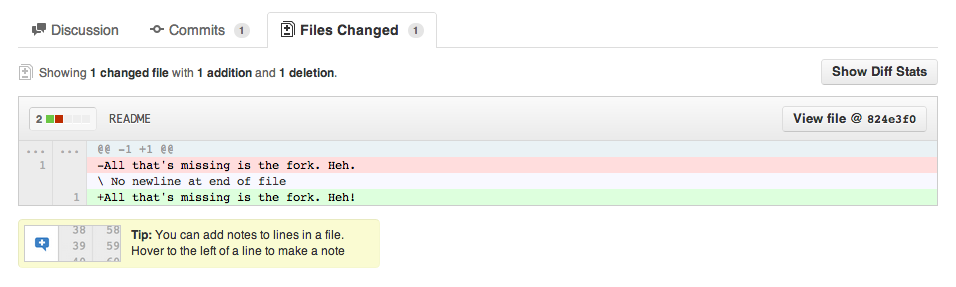 Discussion Commits 1 Files Changed 1
Showing 1 changed file with 1 addition and 1 deletion. Show Diff Stats
2 README View file @ 824e3f0
... ... @@ -1 +1 @@
1 -All that's missing is the fork. Heh.
\ No newline at end of file
1 +All that's missing is the fork. Heh!
38 58 Tip: You can add notes to lines in a file.
39 59 Hover to the left of a line to make a note